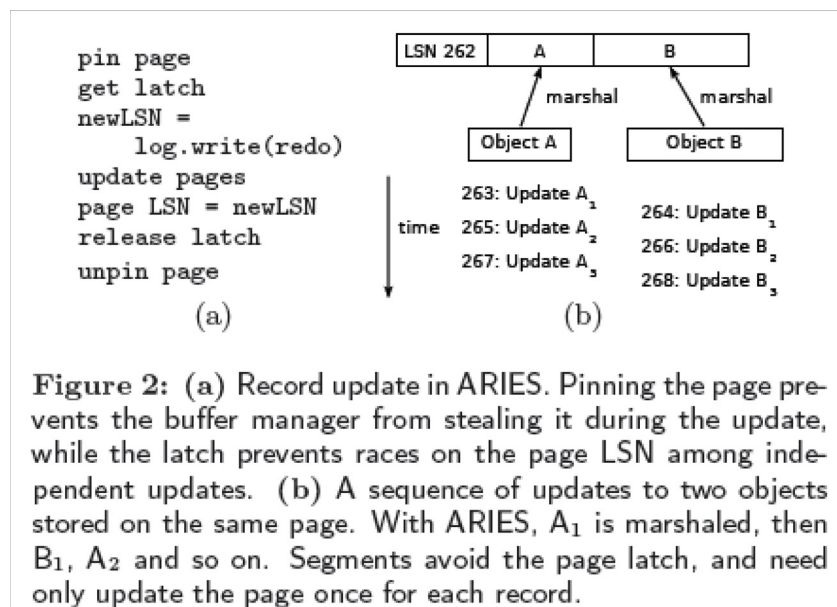 pin page
get latch
newLSN =
log.write(redo)
update pages
page LSN = newLSN
release latch
unpin page
(a)
LSN 262 A B
marshal marshal
Object A Object B
time
263: Update A₁
264: Update B₁
265: Update A₂
266: Update B₂
267: Update A₃
268: Update B₃
(b)
Figure 2: (a) Record update in ARIES. Pinning the page pre-
vents the buffer manager from stealing it during the update,
while the latch prevents races on the page LSN among inde-
pendent updates. (b) A sequence of updates to two objects
stored on the same page. With ARIES, A₁ is marshaled, then
B₁, A₂ and so on. Segments avoid the page latch, and need
only update the page once for each record.